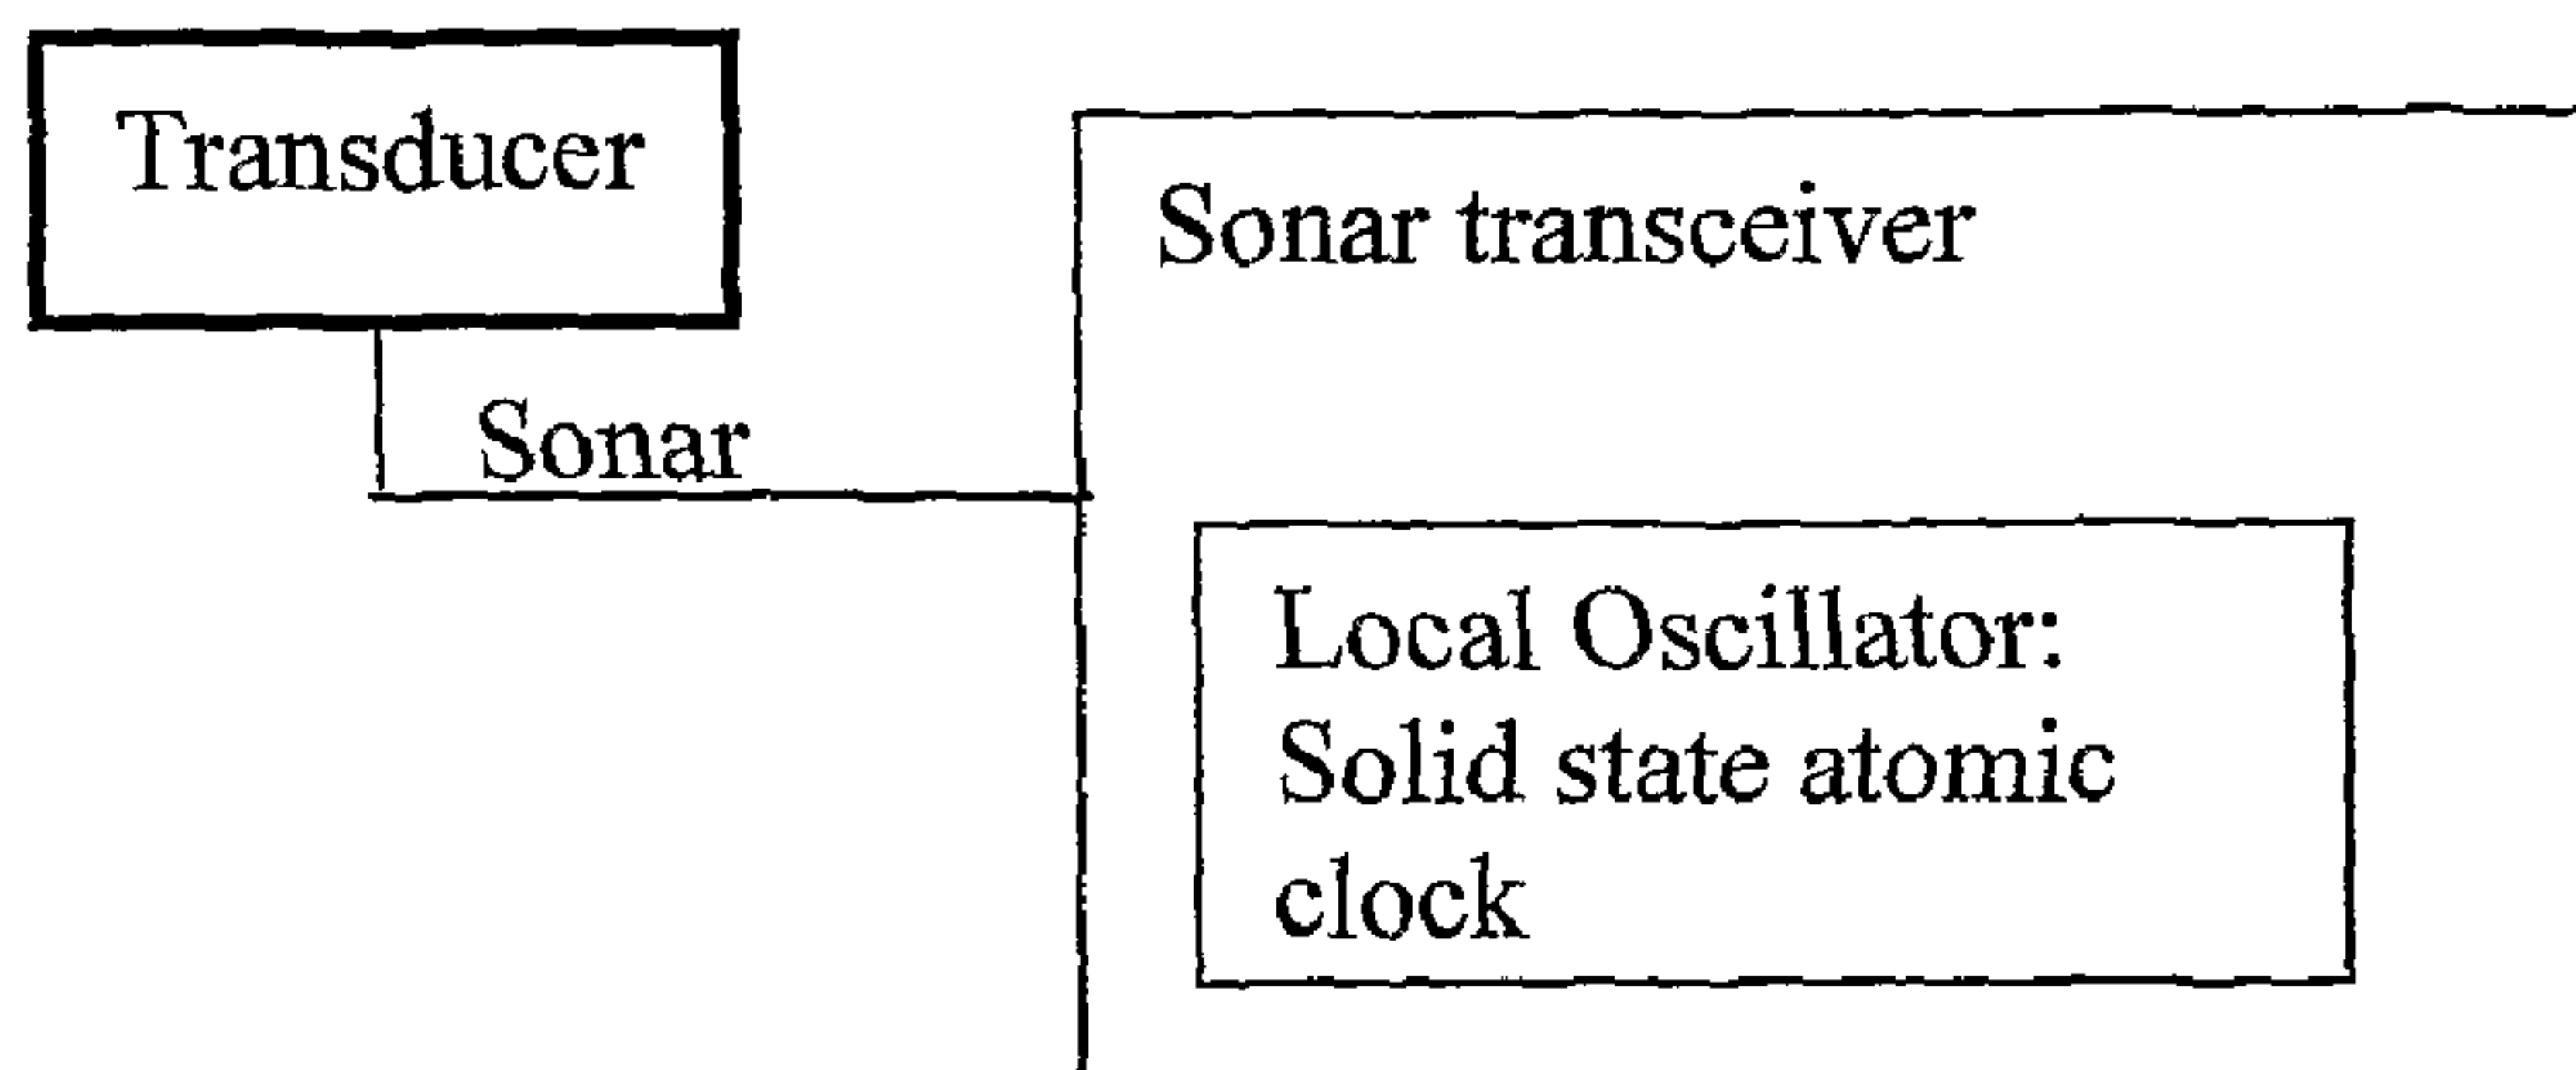 Transducer
Sonar transceiver
Sonar
Local Oscillator:
Solid state atomic
clock